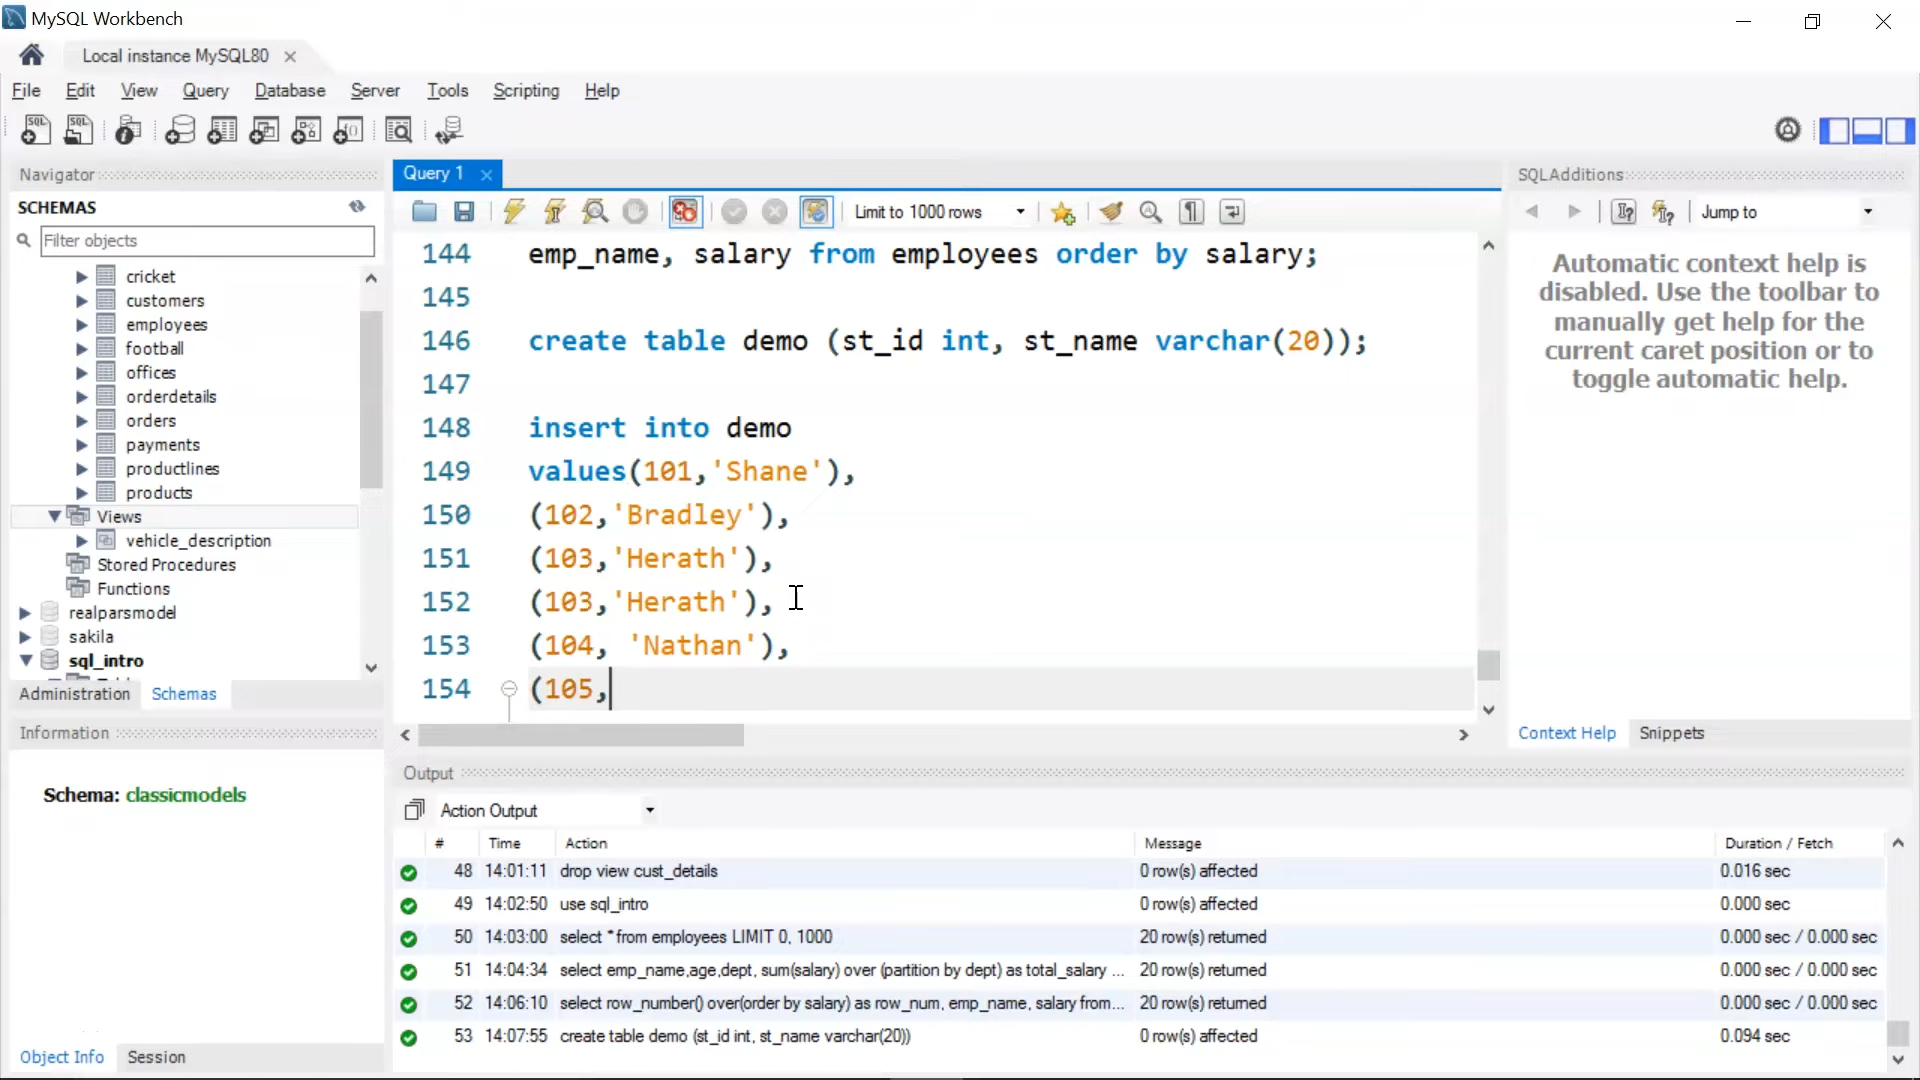 MySQL Workbench
Local instance MySQL80
File Edit View Query Database Server Tools Scripting Help
Navigator
SCHEMAS
Filter objects
cricket
customers
employees
football
offices
orderdetails
orders
payments
productlines
products
Views
vehicle_description
Stored Procedures
Functions
realparsmodel
sakila
sql_intro
Administration Schemas
Information
Schema: classicmodels
Object Info Session
Query 1
Limit to 1000 rows
144 emp_name, salary from employees order by salary;
145
146 create table demo (st_id int, st_name varchar(20));
147
148 insert into demo
149 values(101,'Shane'),
150 (102,'Bradley'),
151 (103,'Herath'),
152 (103,'Herath'),
153 (104, 'Nathan'),
154 (105,
SQLAdditions
Jump to
Automatic context help is
disabled. Use the toolbar to
manually get help for the
current caret position or to
toggle automatic help.
Context Help Snippets
Output
Action Output
# Time Action Message Duration / Fetch
48 14:01:11 drop view cust_details 0 row(s) affected 0.016 sec
49 14:02:50 use sql_intro 0 row(s) affected 0.000 sec
50 14:03:00 select * from employees LIMIT 0, 1000 20 row(s) returned 0.000 sec / 0.000 sec
51 14:04:34 select emp_name,age,dept, sum(salary) over (partition by dept) as total_salary ... 20 row(s) returned 0.000 sec / 0.000 sec
52 14:06:10 select row_number() over(order by salary) as row_num, emp_name, salary from... 20 row(s) returned 0.000 sec / 0.000 sec
53 14:07:55 create table demo (st_id int, st_name varchar(20)) 0 row(s) affected 0.094 sec